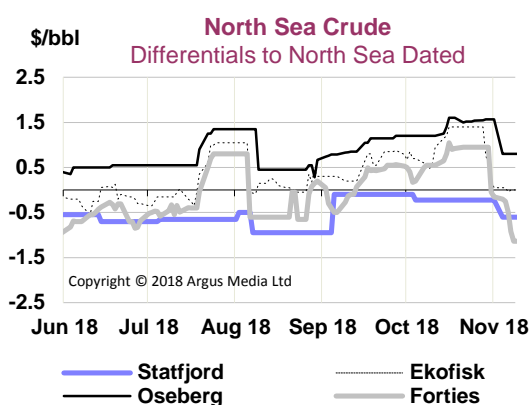 North Sea Crude
$/bbl
Differentials to North Sea Dated
2.5
1.5
0.5
-0.5
-1.5
-2.5
Copyright © 2018 Argus Media Ltd
Jun 18 Jul 18 Aug 18 Sep 18 Oct 18 Nov 18
Statfjord Ekofisk
Oseberg Forties